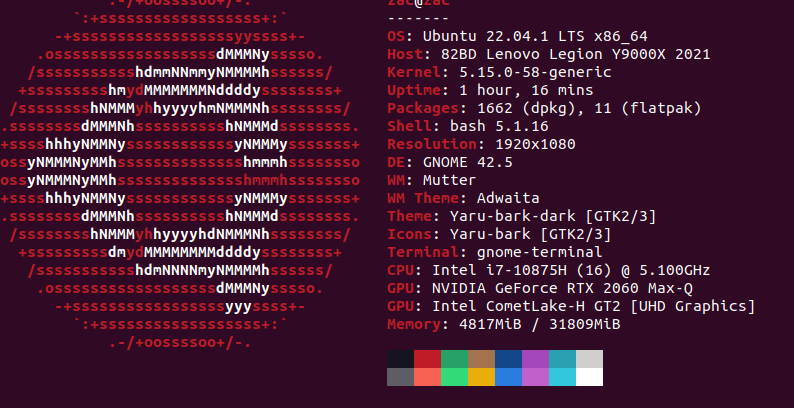 .-/+oossssoo+/-.
`:+ssssssssssssssssss+:`
-+ssssssssssssssssssyyssss+-
.ossssssssssssssssssdMMMNysssso.
/ssssssssssshdmmNNmmyNMMMMhssssss/
+ssssssssshmydMMMMMMMNddddyssssssss+
/sssssssshNMMMyhhyyyyhmNMMMNhssssssss/
.ssssssssdMMMNhsssssssssshNMMMdssssssss.
+sssshhhyNMMNyssssssssssssyNMMMysssssss+
ossyNMMMNyMMhsssssssssssssshmmmhssssssso
ossyNMMMNyMMhsssssssssssssshmmmhssssssso
+sssshhhyNMMNyssssssssssssyNMMMysssssss+
.ssssssssdMMMNhsssssssssshNMMMdssssssss.
/sssssssshNMMMyhhyyyyhdNMMMNhssssssss/
+sssssssssdmydMMMMMMMMddddyssssssss+
/ssssssssssshdmNNNNmyNMMMMhssssss/
.ossssssssssssssssssdMMMNysssso.
-+sssssssssssssssssyyyssss+-
`:+ssssssssssssssssss+:`
.-/+oossssoo+/-.
zac@zac
-------
OS: Ubuntu 22.04.1 LTS x86_64
Host: 82BD Lenovo Legion Y9000X 2021
Kernel: 5.15.0-58-generic
Uptime: 1 hour, 16 mins
Packages: 1662 (dpkg), 11 (flatpak)
Shell: bash 5.1.16
Resolution: 1920x1080
DE: GNOME 42.5
WM: Mutter
WM Theme: Adwaita
Theme: Yaru-bark-dark [GTK2/3]
Icons: Yaru-bark [GTK2/3]
Terminal: gnome-terminal
CPU: Intel i7-10875H (16) @ 5.100GHz
GPU: NVIDIA GeForce RTX 2060 Max-Q
GPU: Intel CometLake-H GT2 [UHD Graphics]
Memory: 4817MiB / 31809MiB